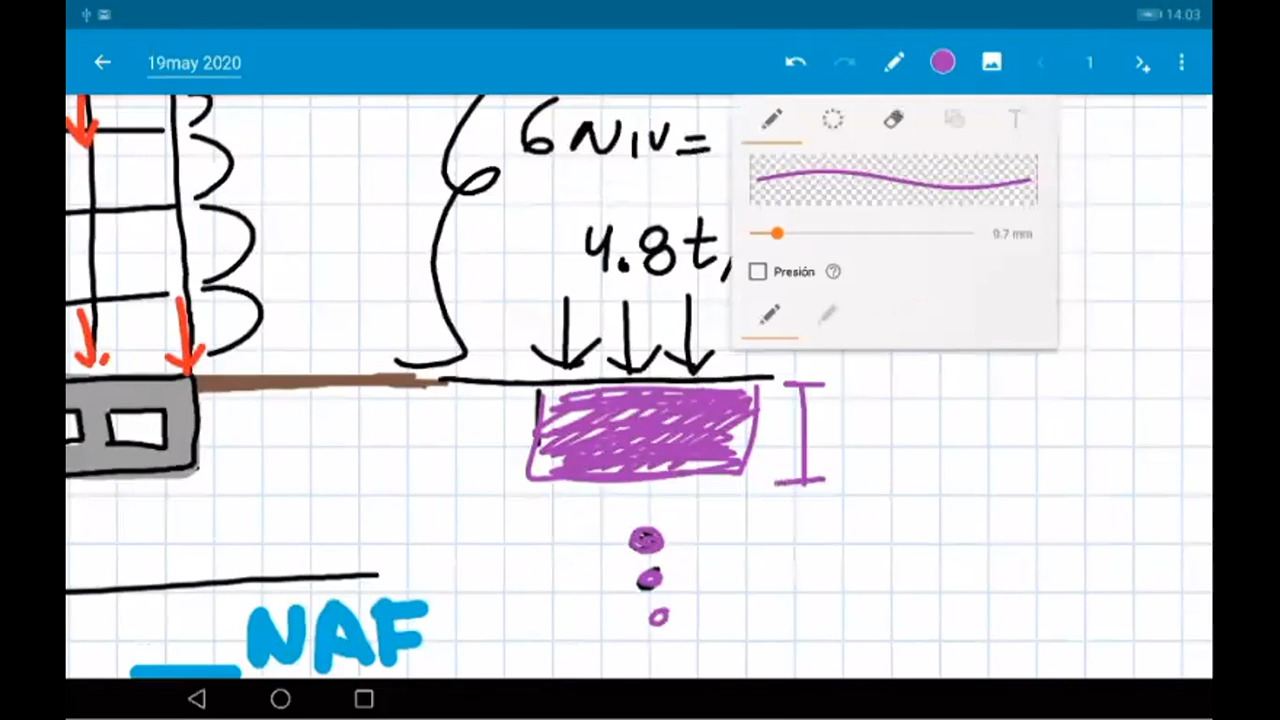 14.03
19may 2020
1
T
6 NIV=
9.7 mm
4.8t,
Presión ?
NAF